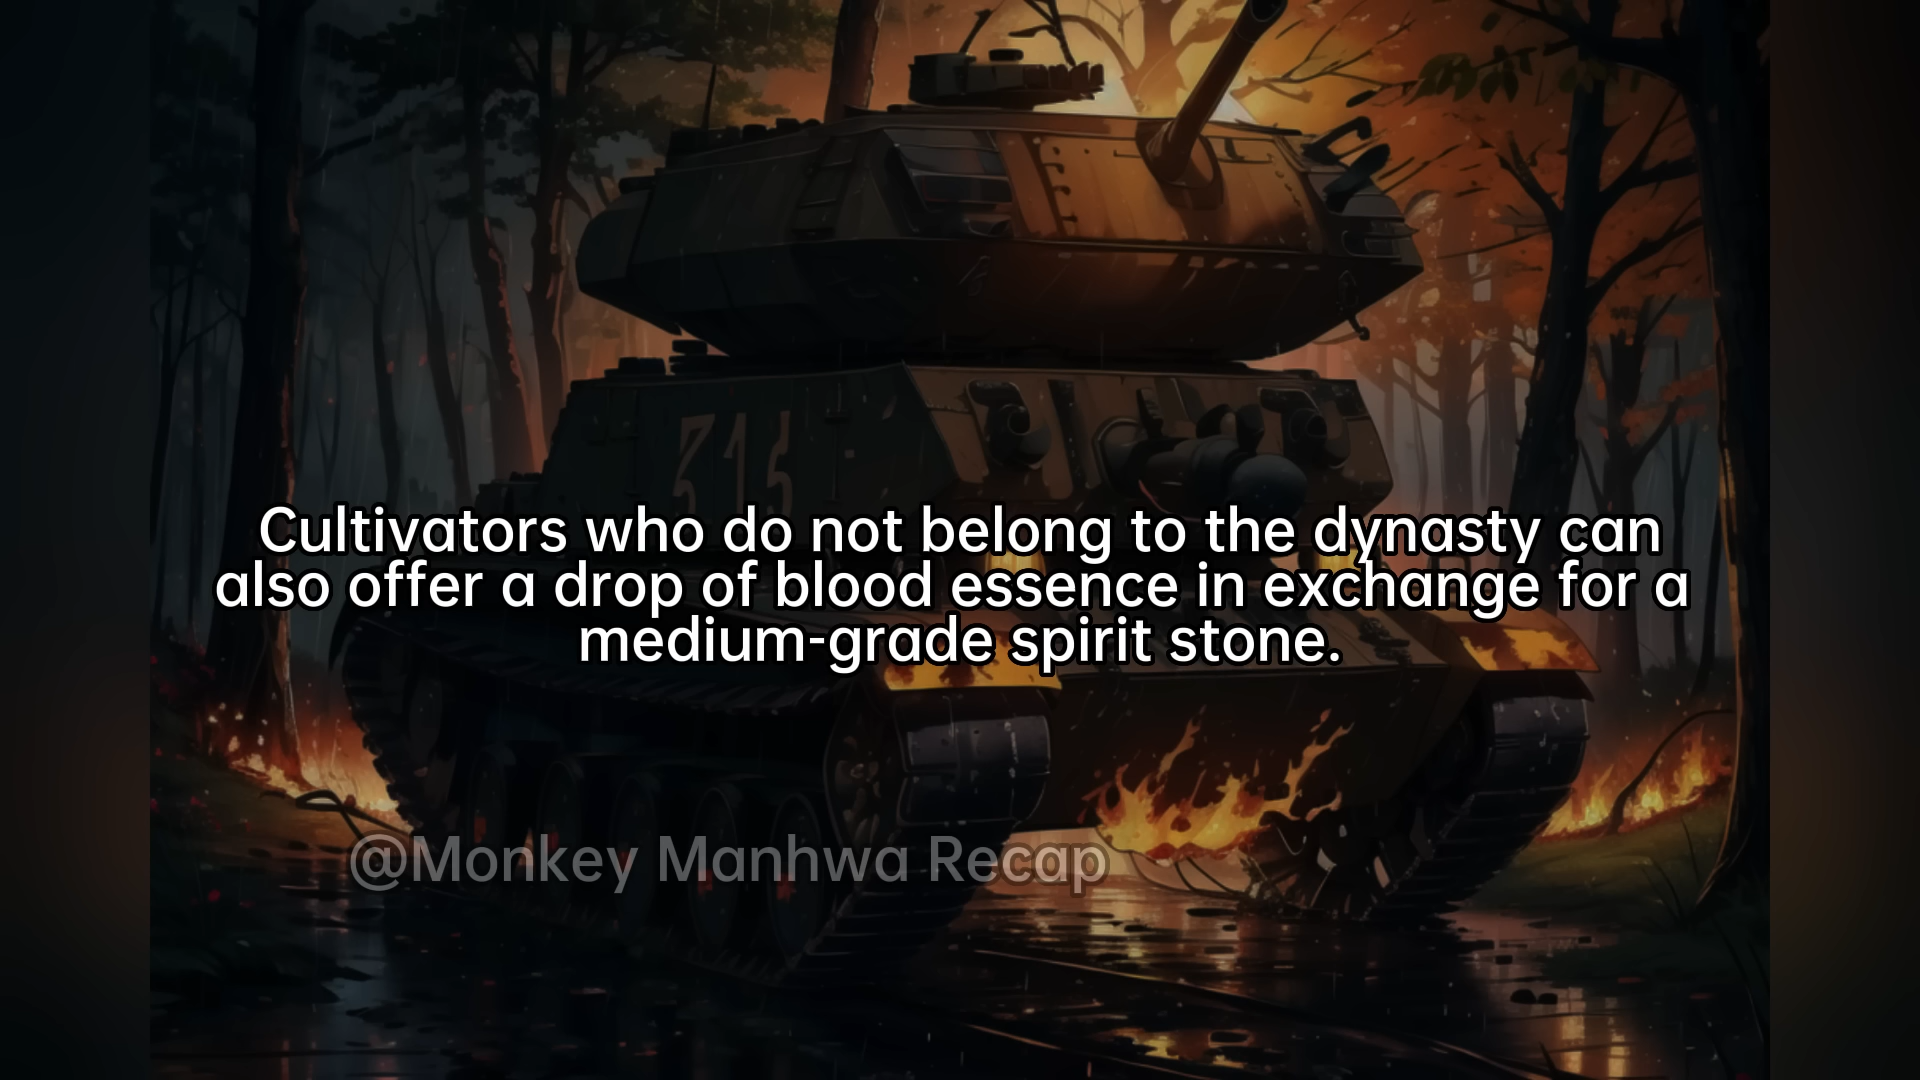 Cultivators who do not belong to the dynasty can
also offer a drop of blood essence in exchange for a
medium-grade spirit stone.
@Monkey Manhwa Recap